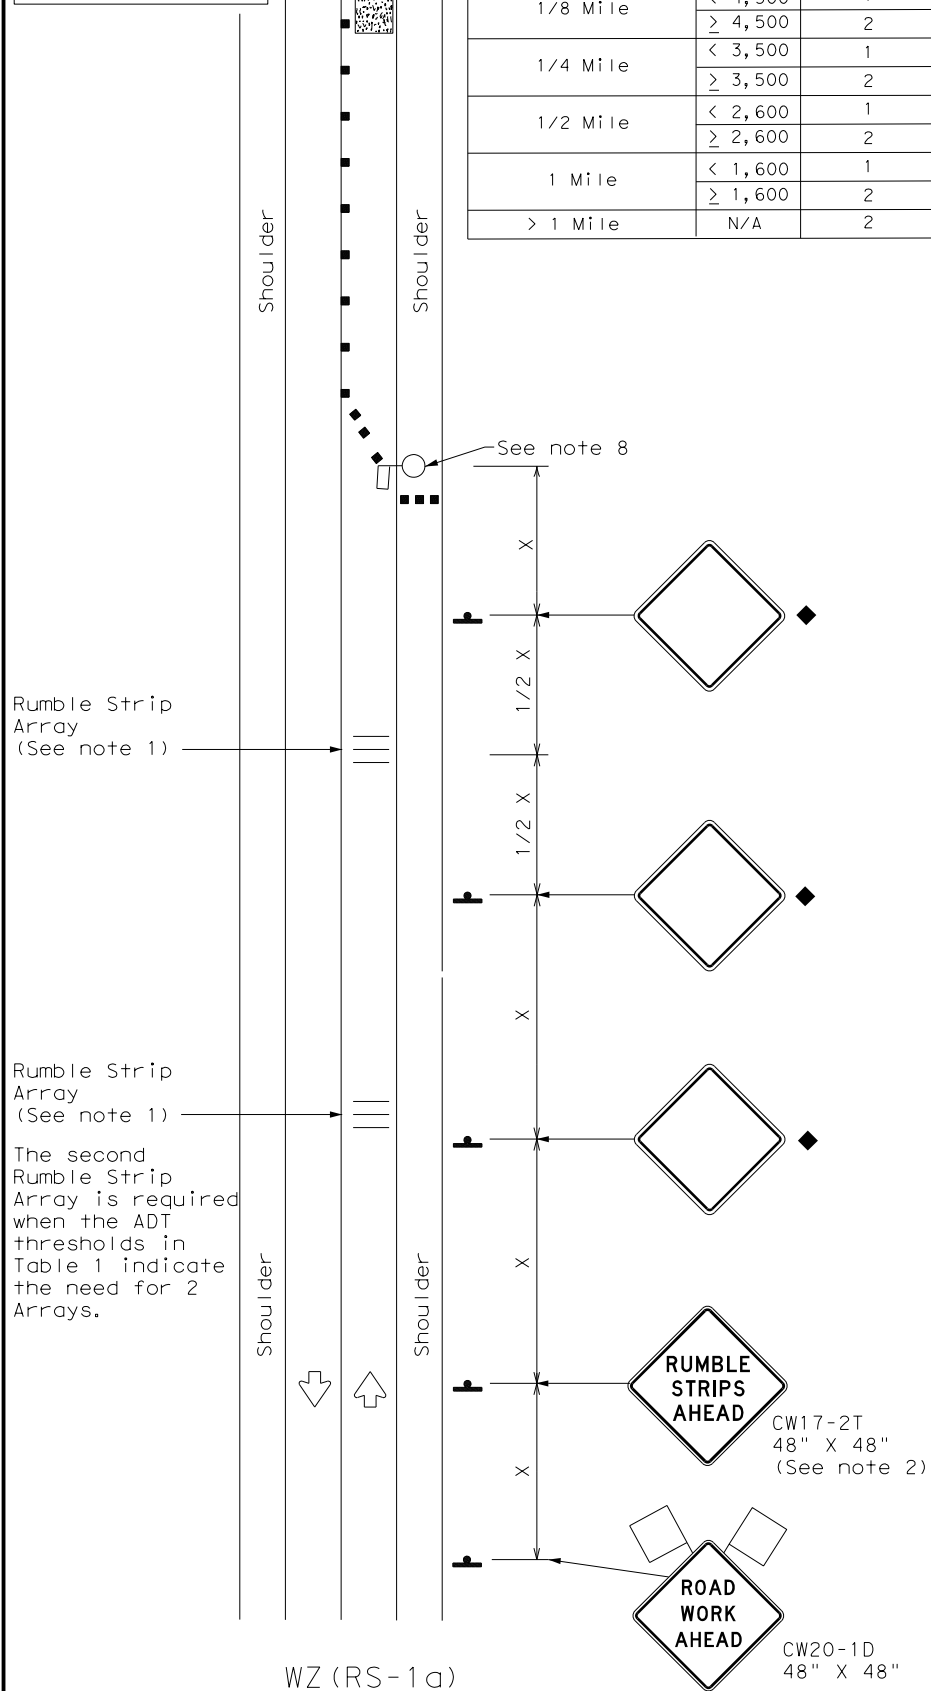 1/8 Mile
≥ 4,500 2
1/4 Mile
< 3,500 1
≥ 3,500 2
1/2 Mile
< 2,600 1
≥ 2,600 2
1 Mile
< 1,600 1
≥ 1,600 2
> 1 Mile N/A 2
Shoulder
Shoulder
See note 8
X
1/2 X
Rumble Strip
Array
(See note 1)
1/2 X
X
Rumble Strip
Array
(See note 1)
The second
Rumble Strip
Array is required
when the ADT
thresholds in
Table 1 indicate
the need for 2
Arrays.
Shoulder
Shoulder
X
RUMBLE
STRIPS
AHEAD
CW17-2T
48" X 48"
(See note 2)
X
ROAD
WORK
AHEAD
CW20-1D
48" X 48"
WZ(RS-1a)